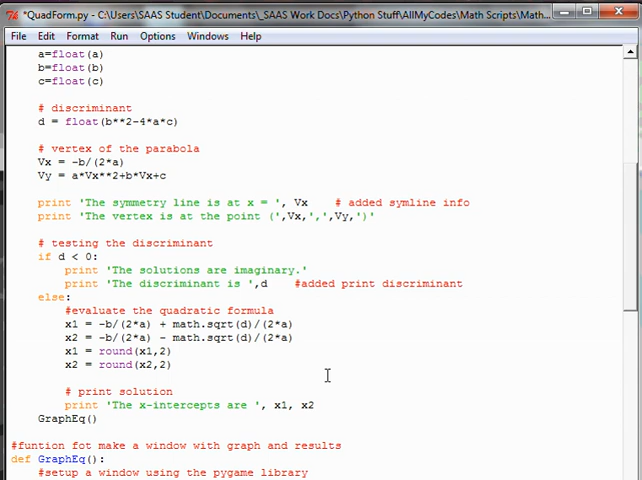 *QuadForm.py - C:\Users\SAAS Student\Documents\_SAAS Work Docs\Python Stuff\AllMyCodes\Math Scripts\Math...
File Edit Format Run Options Windows Help
a=float(a)
b=float(b)
c=float(c)
# discriminant
d = float(b**2-4*a*c)
# vertex of the parabola
Vx = -b/(2*a)
Vy = a*Vx**2+b*Vx+c
print 'The symmetry line is at x = ', Vx # added symline info
print 'The vertex is at the point (',Vx,',',Vy,')'
# testing the discriminant
if d < 0:
print 'The solutions are imaginary.'
print 'The discriminant is ',d #added print discriminant
else:
#evaluate the quadratic formula
x1 = -b/(2*a) + math.sqrt(d)/(2*a)
x2 = -b/(2*a) - math.sqrt(d)/(2*a)
x1 = round(x1,2)
x2 = round(x2,2)
# print solution
print 'The x-intercepts are ', x1, x2
GraphEq()
#funtion fot make a window with graph and results
def GraphEq():
#setup a window using the pygame library